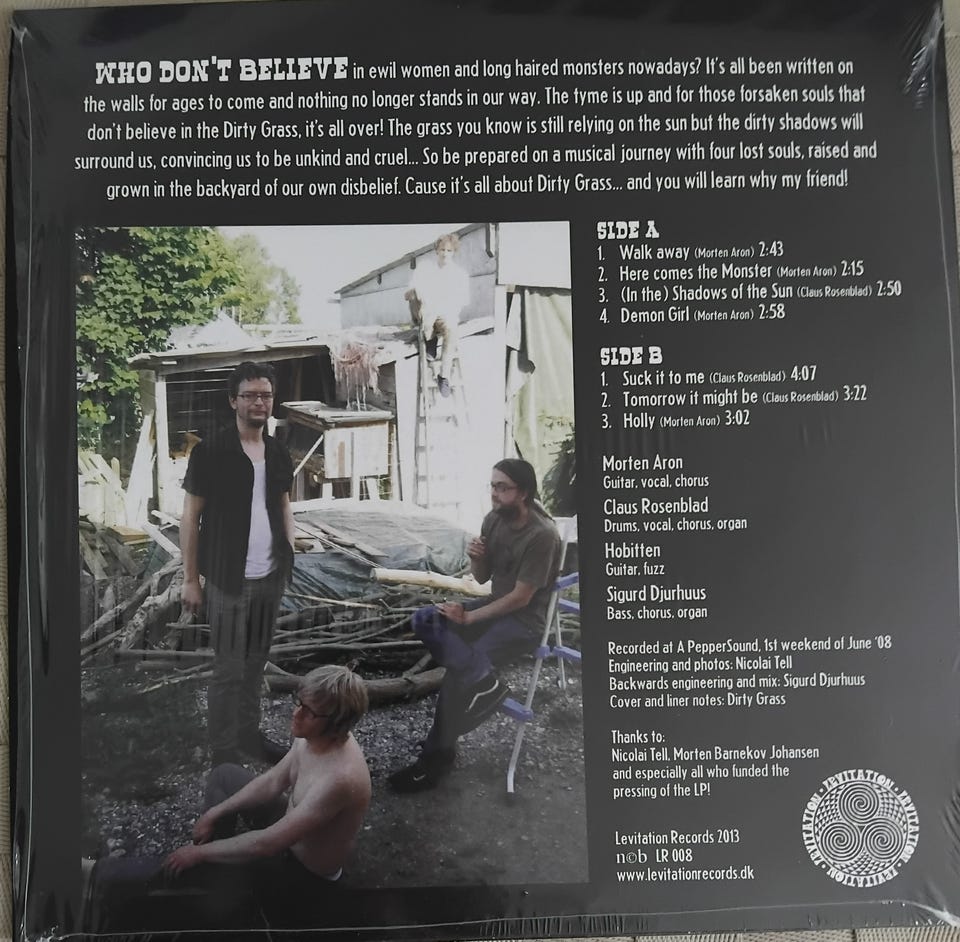 WHO DON'T BELIEVE in ewil women and long haired monsters nowadays? It's all been written on
the walls for ages to come and nothing no longer stands in our way. The tyme is up and for those forsaken souls that
don't believe in the Dirty Grass, it's all over! The grass you know is still relying on the sun but the dirty shadows will
surround us, convincing us to be unkind and cruel... So be prepared on a musical journey with four lost souls, raised and
grown in the backyard of our own disbelief. Cause it's all about Dirty Grass... and you will learn why my friend!
SIDE A
1. Walk away (Morten Aron) 2:43
2. Here comes the Monster (Morten Aron) 2:15
3. (In the) Shadows of the Sun (Claus Rosenblad) 2:50
4. Demon Girl (Morten Aron) 2:58
SIDE B
1. Suck it to me (Claus Rosenblad) 4:07
2. Tomorrow it might be (Claus Rosenblad) 3:22
3. Holly (Morten Aron) 3:02
Morten Aron
Guitar, vocal, chorus
Claus Rosenblad
Drums, vocal, chorus, organ
Hobitten
Guitar, fuzz
Sigurd Djurhuus
Bass, chorus, organ
Recorded at A PepperSound, 1st weekend of June '08
Engineering and photos: Nicolai Tell
Backwards engineering and mix: Sigurd Djurhuus
Cover and liner notes: Dirty Grass
Thanks to:
Nicolai Tell, Morten Barnekov Johansen
and especially all who funded the
pressing of the LP!
Levitation Records 2013
n©b LR 008
www.levitationrecords.dk
LEVITATION · LEVITATION · LEVITATION ·